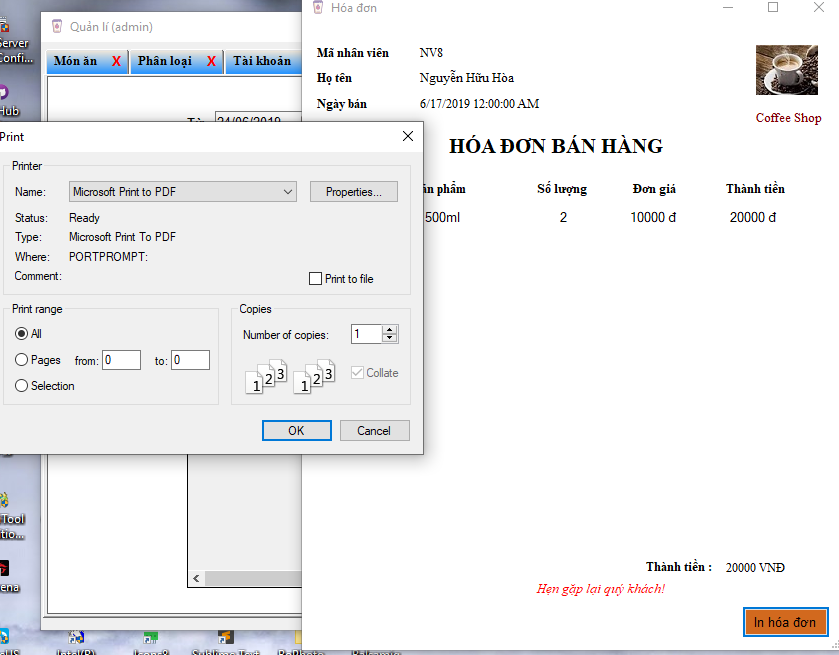 Server
Confi...
Hub
Tool
tio...
ena
Quản lí (admin)
Món ăn X Phân loại X Tài khoản
24/06/2019
Print
Printer
Name: Microsoft Print to PDF Properties...
Status: Ready
Type: Microsoft Print To PDF
Where: PORTPROMPT:
Comment:
Print to file
Print range
All
Pages from: 0 to: 0
Selection
Copies
Number of copies: 1
1 2 3 1 2 3
Collate
OK Cancel
Hóa đơn
Mã nhân viên NV8
Họ tên Nguyễn Hữu Hòa
Ngày bán 6/17/2019 12:00:00 AM
Coffee Shop
HÓA ĐƠN BÁN HÀNG
ản phẩm Số lượng Đơn giá Thành tiền
500ml 2 10000 đ 20000 đ
Thành tiền : 20000 VNĐ
Hẹn gặp lại quý khách!
In hóa đơn
Intel(R) Icons8 Sublime Text